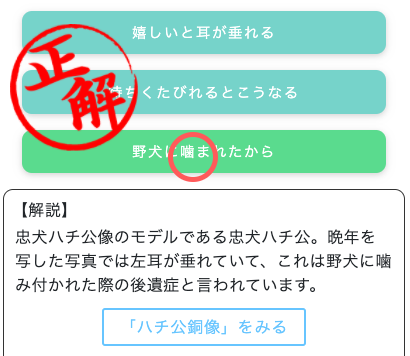 嬉しいと耳が垂れる
正解
ちくたびれるとこうなる
野犬に噛まれたから
【解説】
忠犬ハチ公像のモデルである忠犬ハチ公。晩年を
写した写真では左耳が垂れていて、これは野犬に噛
み付かれた際の後遺症と言われています。
「ハチ公銅像」をみる